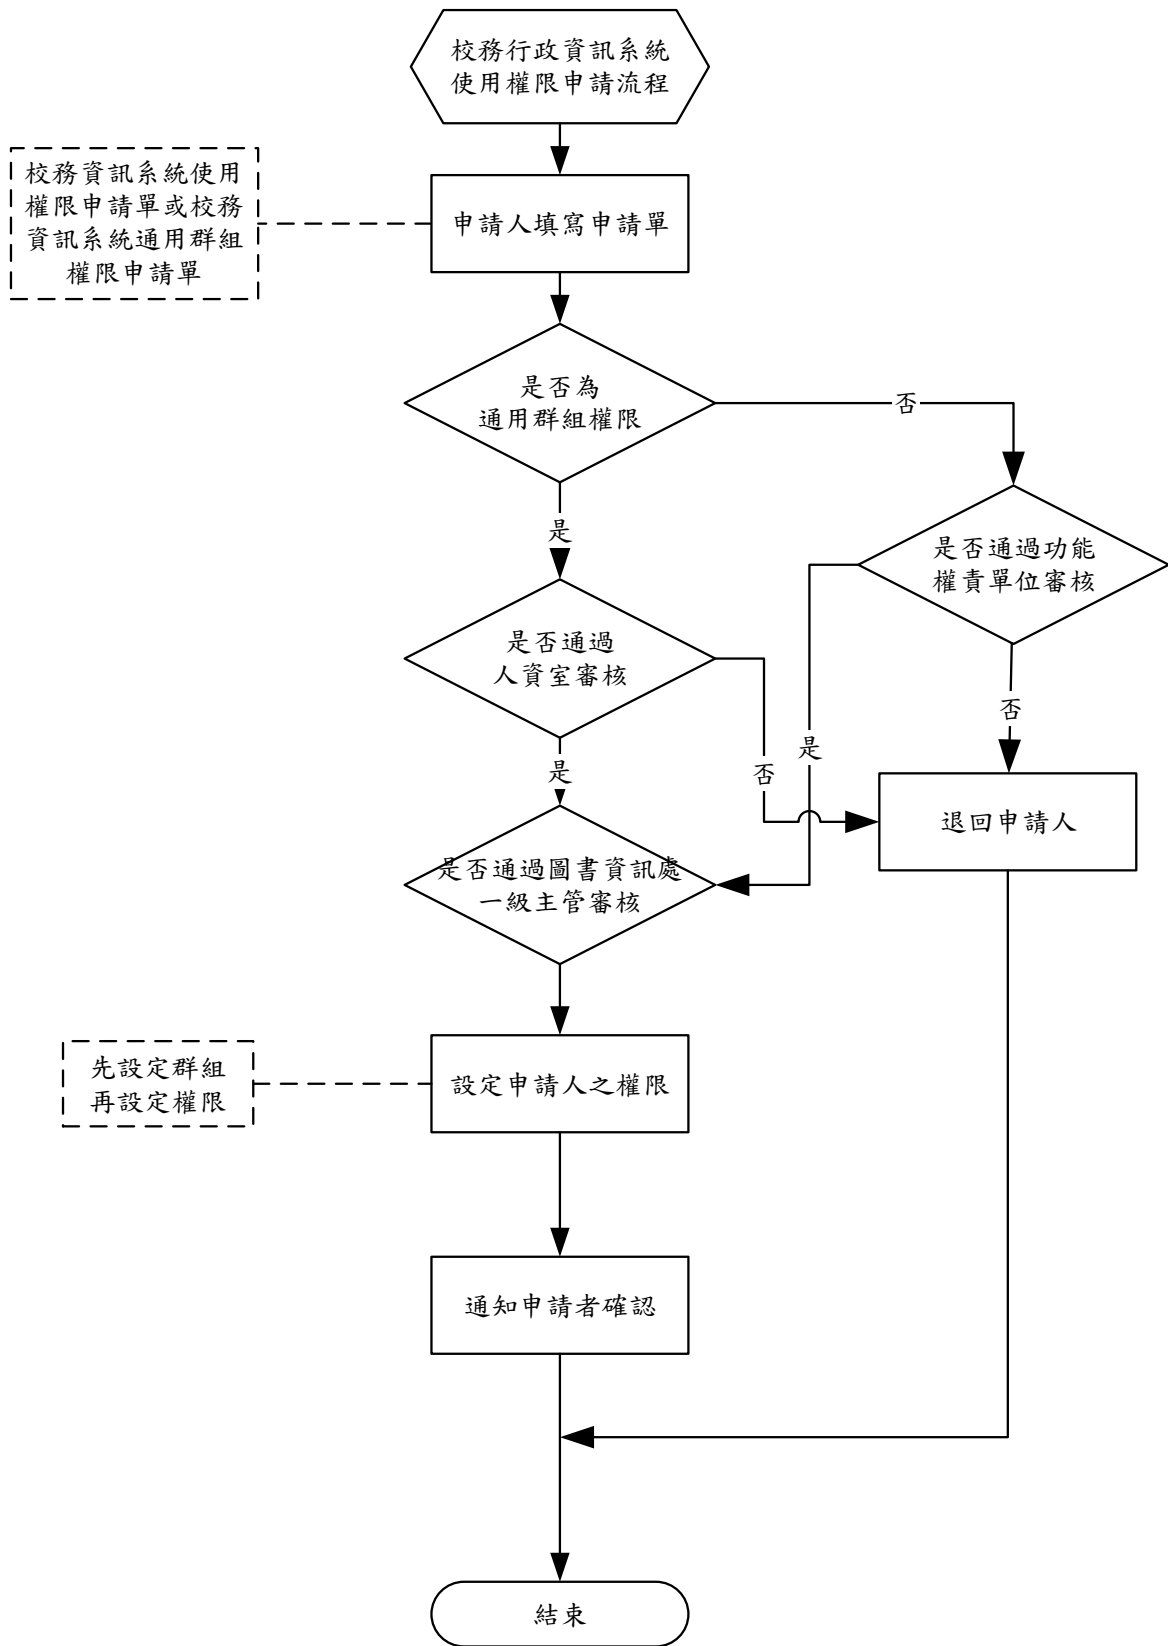 校務行政資訊系統
使用權限申請流程
校務資訊系統使用
權限申請單或校務
資訊系統通用群組
權限申請單
申請人填寫申請單
是否為
通用群組權限
否
是
是否通過功能
權責單位審核
是否通過
人資室審核
否
是
是
否
退回申請人
是否通過圖書資訊處
一級主管審核
先設定群組
再設定權限
設定申請人之權限
通知申請者確認
結束